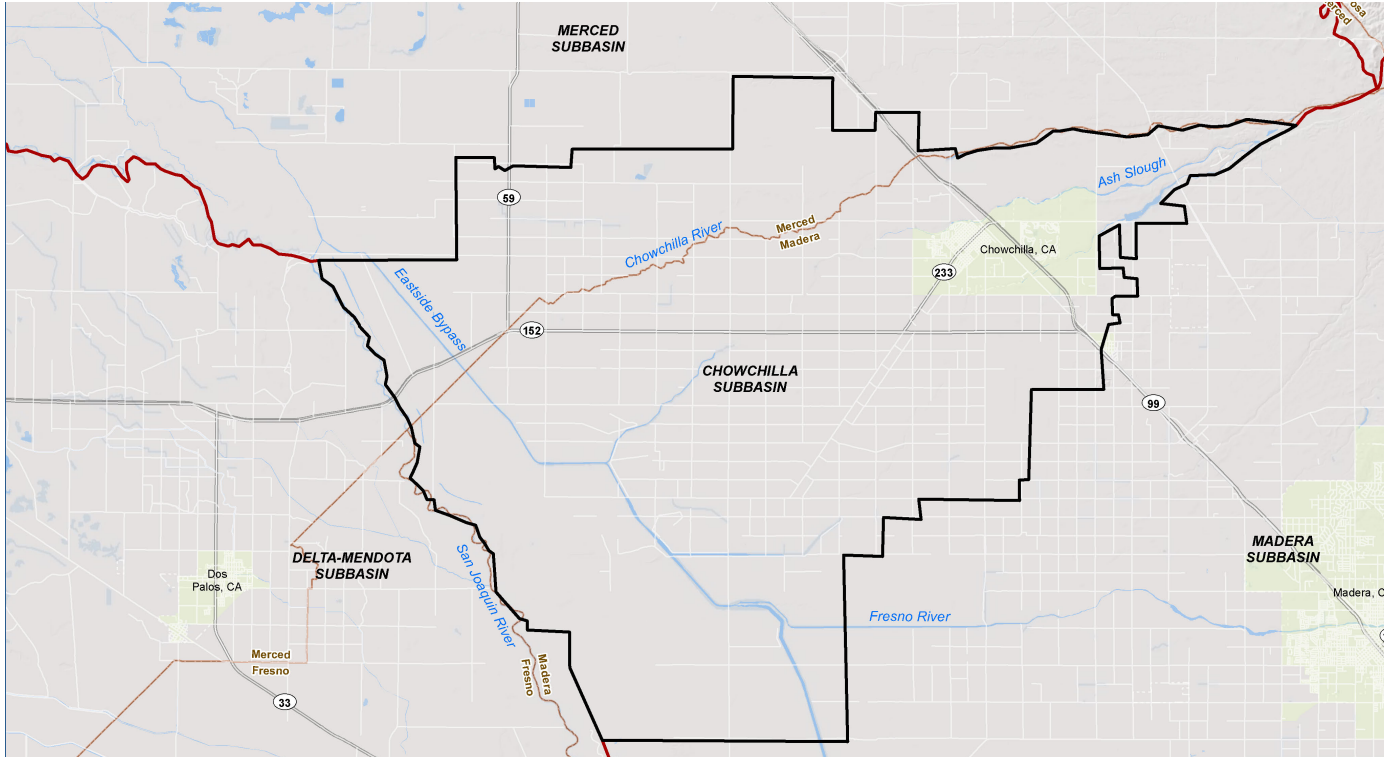 MERCED
SUBBASIN
Merced
Ash Slough
59
Merced
Madera
Chowchilla River
Chowchilla, CA
233
Eastside Bypass
152
CHOWCHILLA
SUBBASIN
99
DELTA-MENDOTA
SUBBASIN
MADERA
SUBBASIN
San Joaquin River
Dos
Palos, CA
Madera, C
Fresno River
Merced
Fresno
Madera
Fresno
33